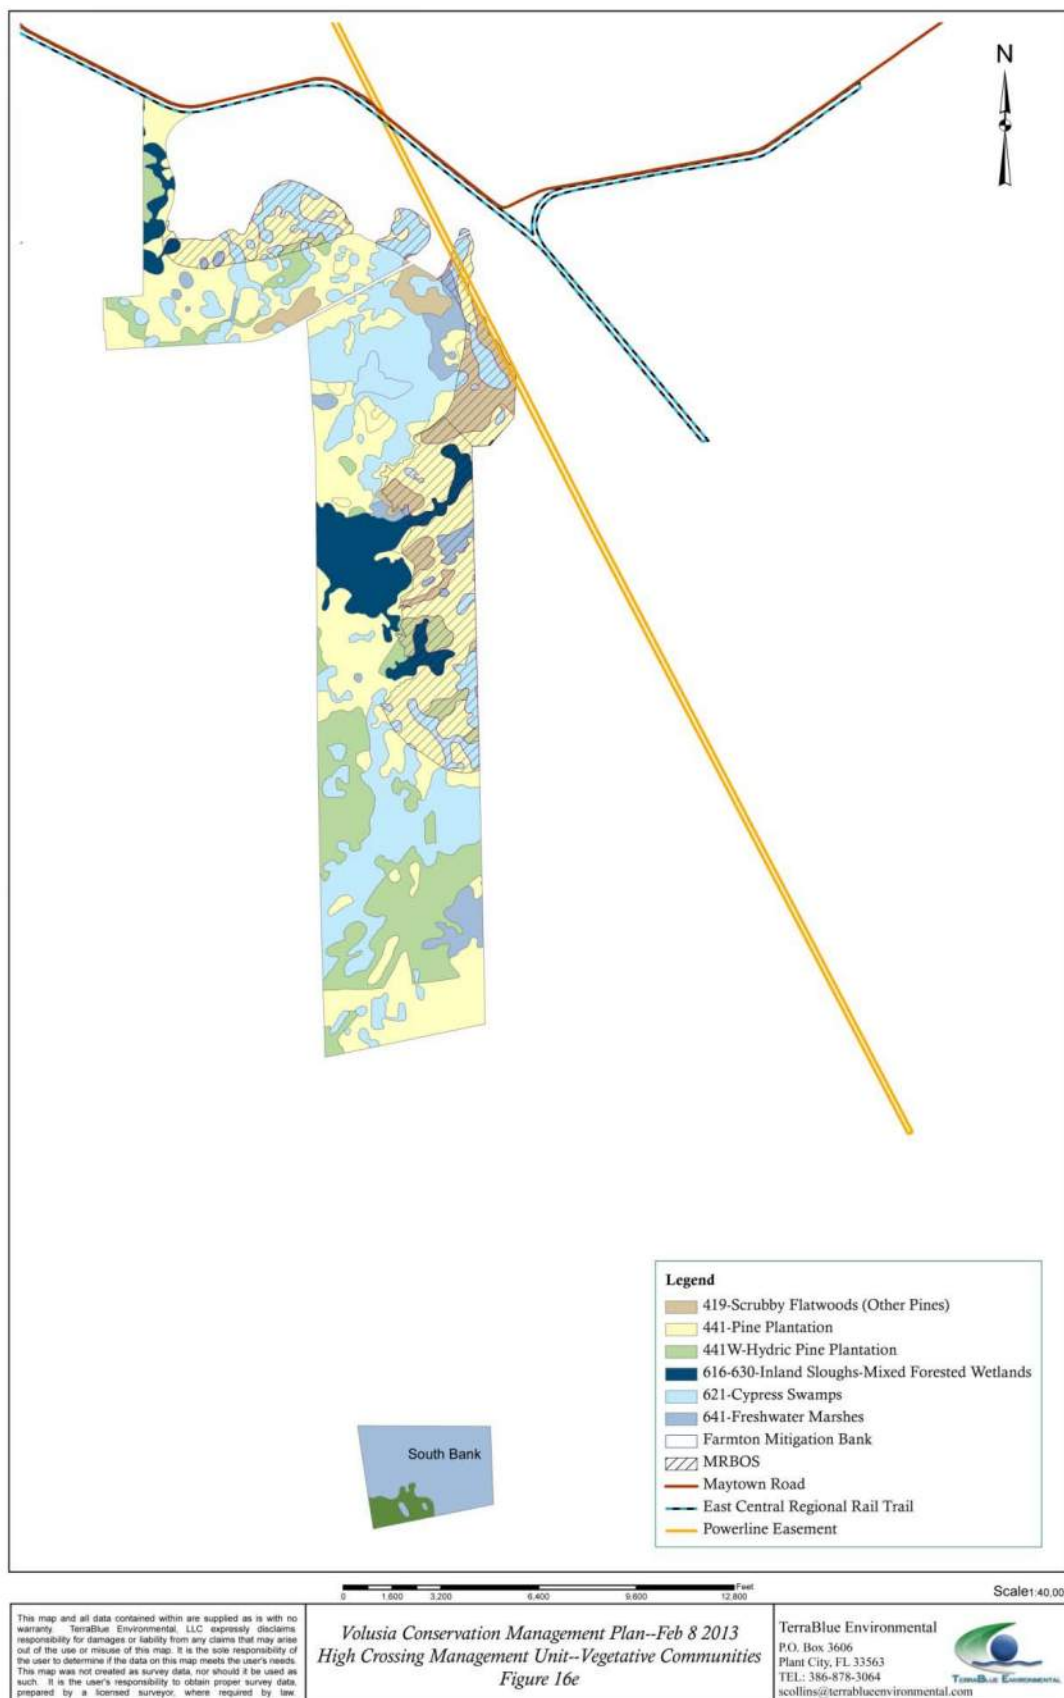 N
Legend
419-Scrubby Flatwoods (Other Pines)
441-Pine Plantation
441W-Hydric Pine Plantation
616-630-Inland Sloughs-Mixed Forested Wetlands
621-Cypress Swamps
641-Freshwater Marshes
Farmton Mitigation Bank
MRBOS
Maytown Road
East Central Regional Rail Trail
Powerline Easement
South Bank
Feet
0 1,600 3,200 6,400 9,600 12,800
Scale1:40,00
This map and all data contained within are supplied as is with no
warranty. TerraBlue Environmental, LLC expressly disclaims
responsibility for damages or liability from any claims that may arise
out of the use or misuse of this map. It is the sole responsibility of
the user to determine if the data on this map meets the user's needs.
This map was not created as survey data, nor should it be used as
such. It is the user's responsibility to obtain proper survey data,
prepared by a licensed surveyor, where required by law.
Volusia Conservation Management Plan--Feb 8 2013
High Crossing Management Unit--Vegetative Communities
Figure 16e
TerraBlue Environmental
P.O. Box 3606
Plant City, FL 33563
TEL: 386-878-3064
scollins@terrablueenvironmental.com
TERRABLUE ENVIRONMENTAL